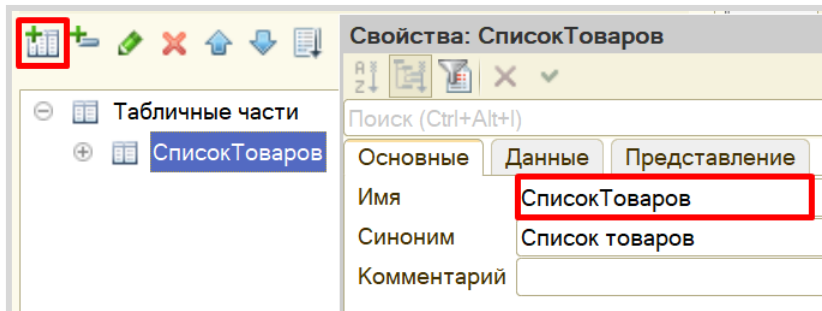 Свойства: СписокТоваров
Поиск (Ctrl+Alt+I)
Табличные части
СписокТоваров
Основные Данные Представление
Имя СписокТоваров
Синоним Список товаров
Комментарий